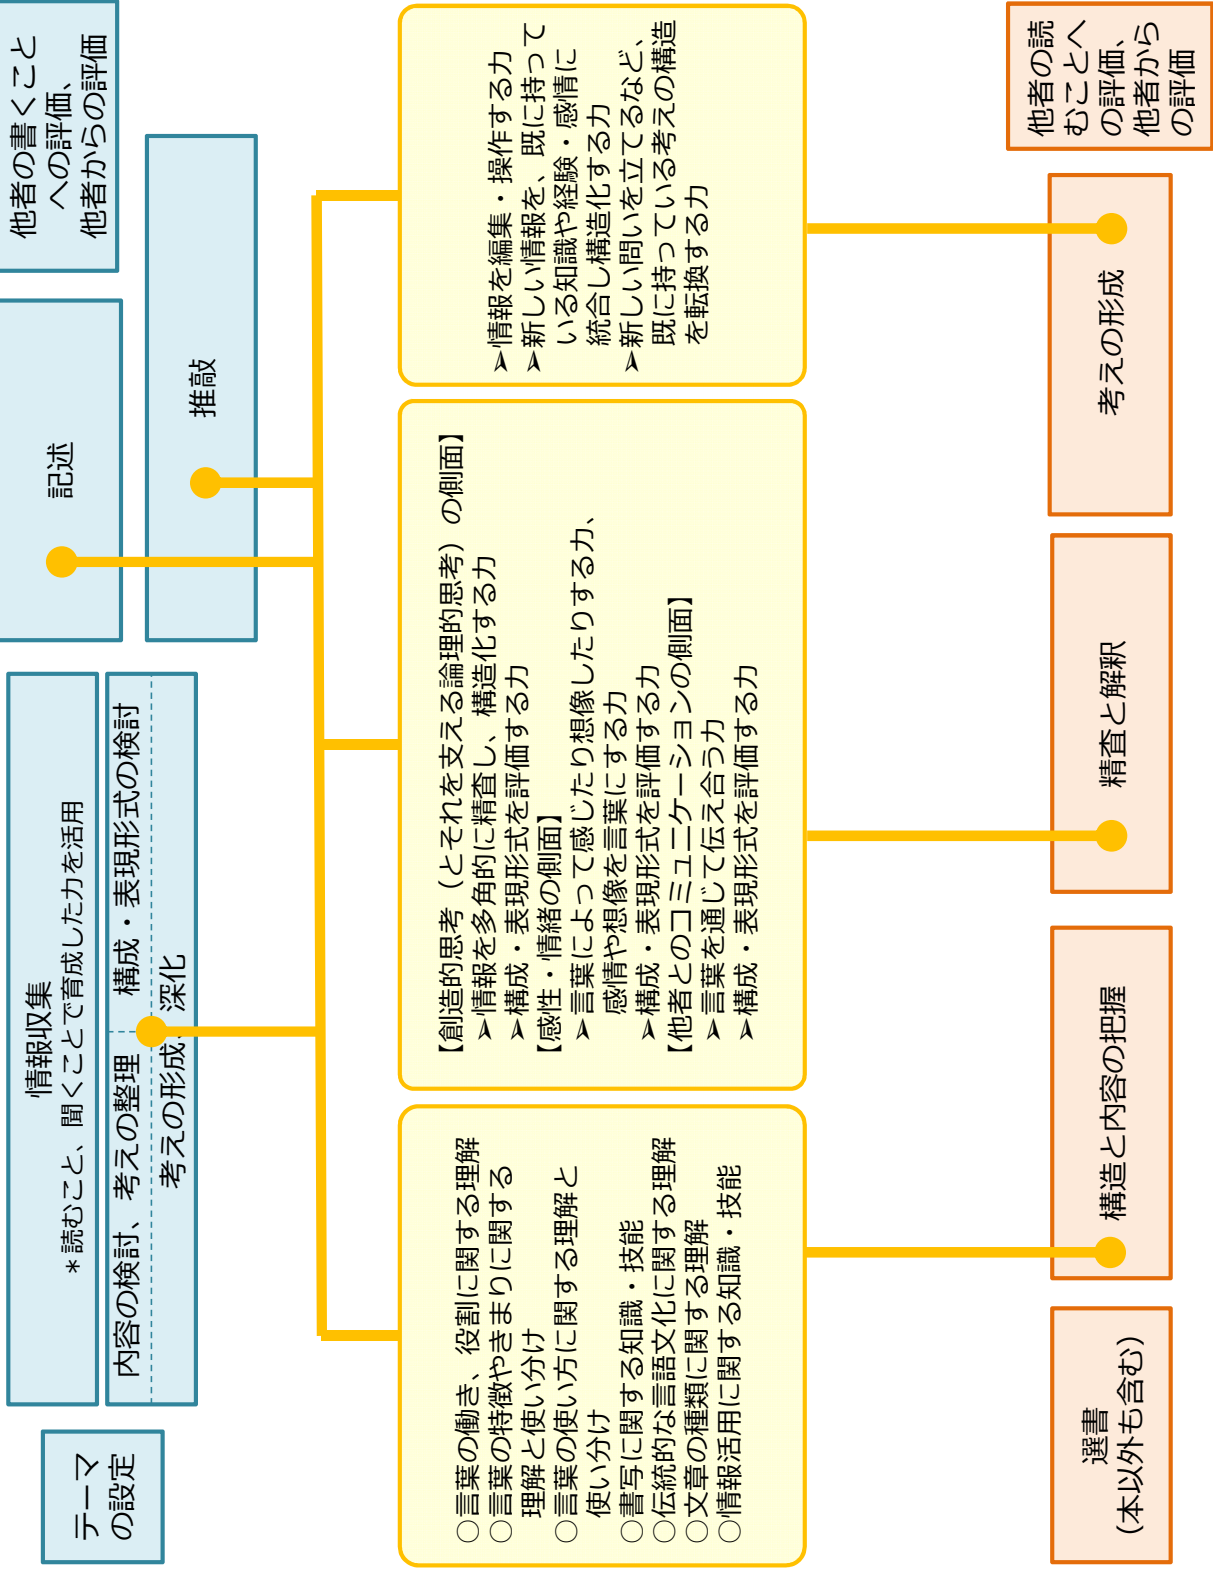 テーマ
の設定
情報収集
＊読むこと、聞くことで育成した力を活用
内容の検討、考えの整理
構成・表現形式の検討
考えの形成、深化
記述
推敲
他者の書くこと
への評価、
他者からの評価
○言葉の働き、役割に関する理解
○言葉の特徴やきまりに関する
理解と使い分け
○言葉の使い方に関する理解と
使い分け
○書写に関する知識・技能
○伝統的な言語文化に関する理解
○文章の種類に関する理解
○情報活用に関する知識・技能
【創造的思考（とそれを支える論理的思考）の側面】
➢情報を多角的に精査し、構造化する力
➢構成・表現形式を評価する力
【感性・情緒の側面】
➢言葉によって感じたり想像したりする力、
感情や想像を言葉にする力
➢構成・表現形式を評価する力
【他者とのコミュニケーションの側面】
➢言葉を通じて伝え合う力
➢構成・表現形式を評価する力
➢情報を編集・操作する力
➢新しい情報を、既に持って
いる知識や経験・感情に
統合し構造化する力
➢新しい問いを立てるなど、
既に持っている考えの構造
を転換する力
選書
(本以外も含む)
構造と内容の把握
精査と解釈
考えの形成
他者の読
むことへ
の評価、
他者から
の評価